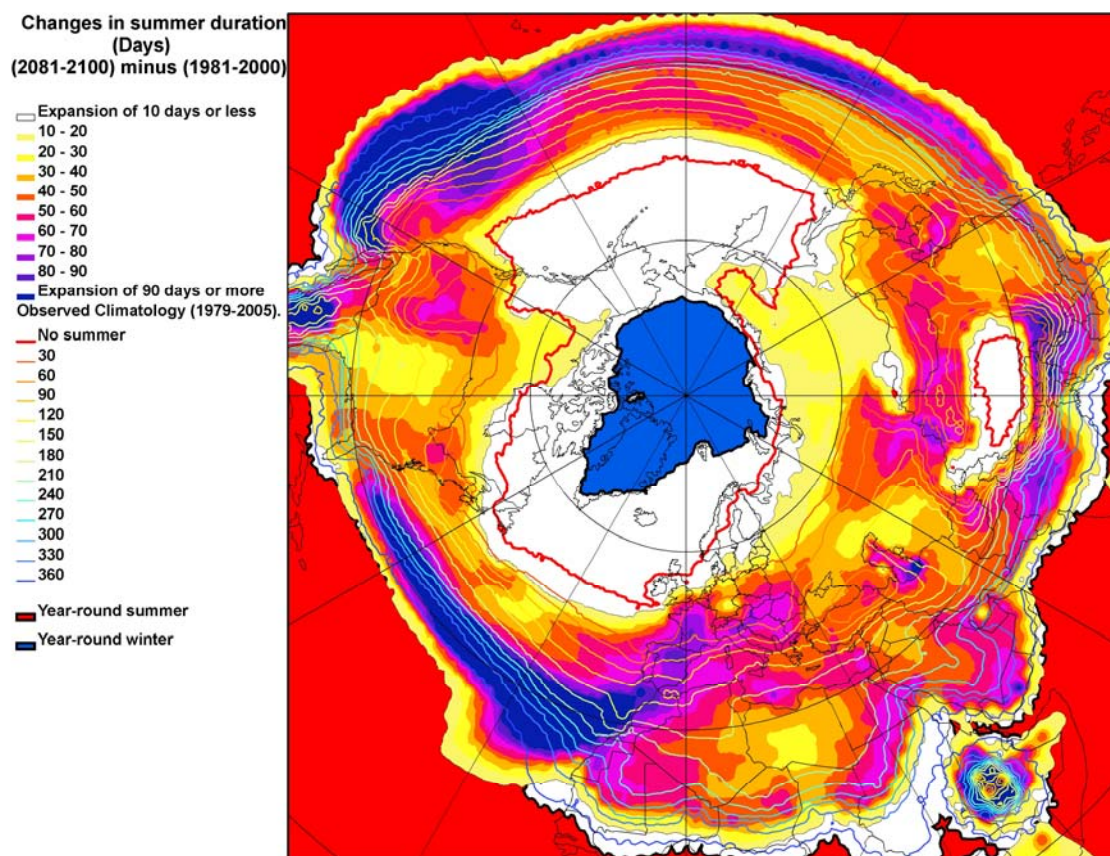 Changes in summer duration
(Days)
(2081-2100) minus (1981-2000)
Expansion of 10 days or less
10 - 20
20 - 30
30 - 40
40 - 50
50 - 60
60 - 70
70 - 80
80 - 90
Expansion of 90 days or more
Observed Climatology (1979-2005).
No summer
30
60
90
120
150
180
210
240
270
300
330
360
Year-round summer
Year-round winter